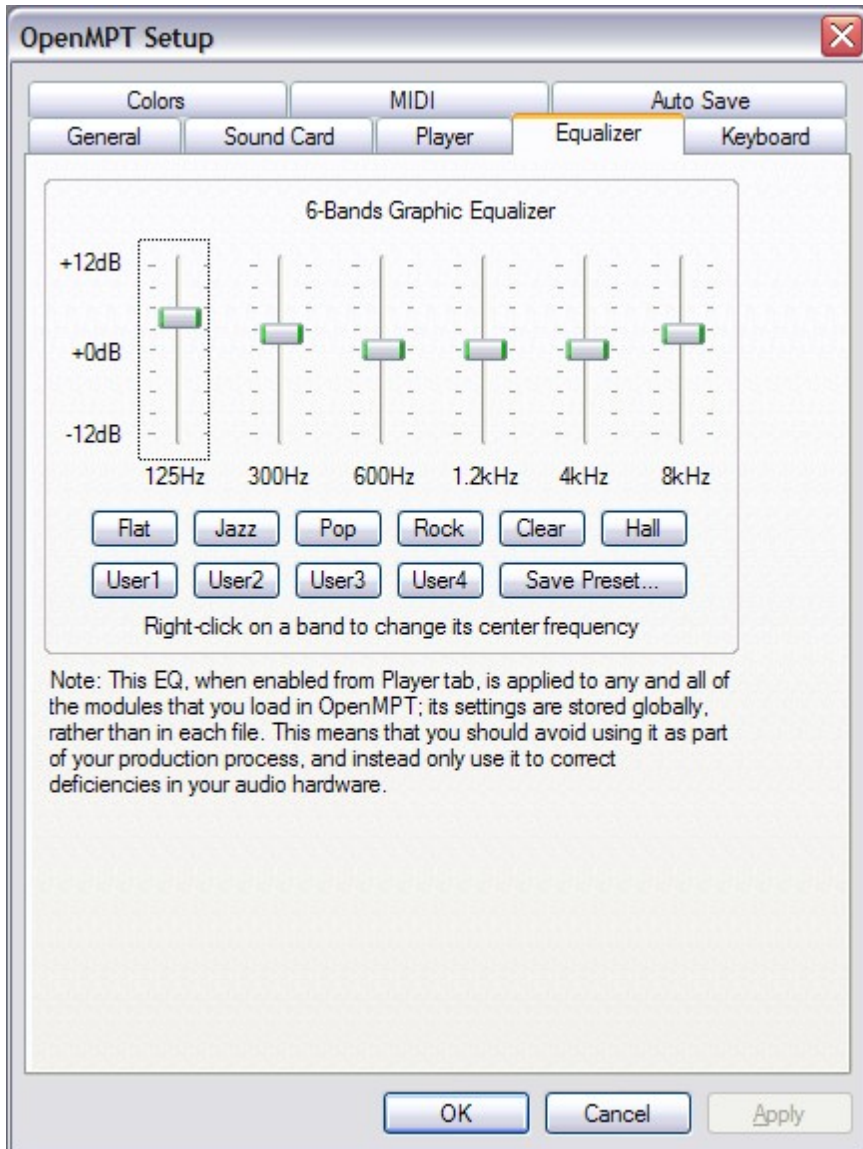 OpenMPT Setup
Colors MIDI Auto Save
General Sound Card Player Equalizer Keyboard
6-Bands Graphic Equalizer
+12dB
+0dB
-12dB
125Hz 300Hz 600Hz 1.2kHz 4kHz 8kHz
Flat Jazz Pop Rock Clear Hall
User1 User2 User3 User4 Save Preset...
Right-click on a band to change its center frequency
Note: This EQ, when enabled from Player tab, is applied to any and all of
the modules that you load in OpenMPT; its settings are stored globally,
rather than in each file. This means that you should avoid using it as part
of your production process, and instead only use it to correct
deficiencies in your audio hardware.
OK Cancel Apply